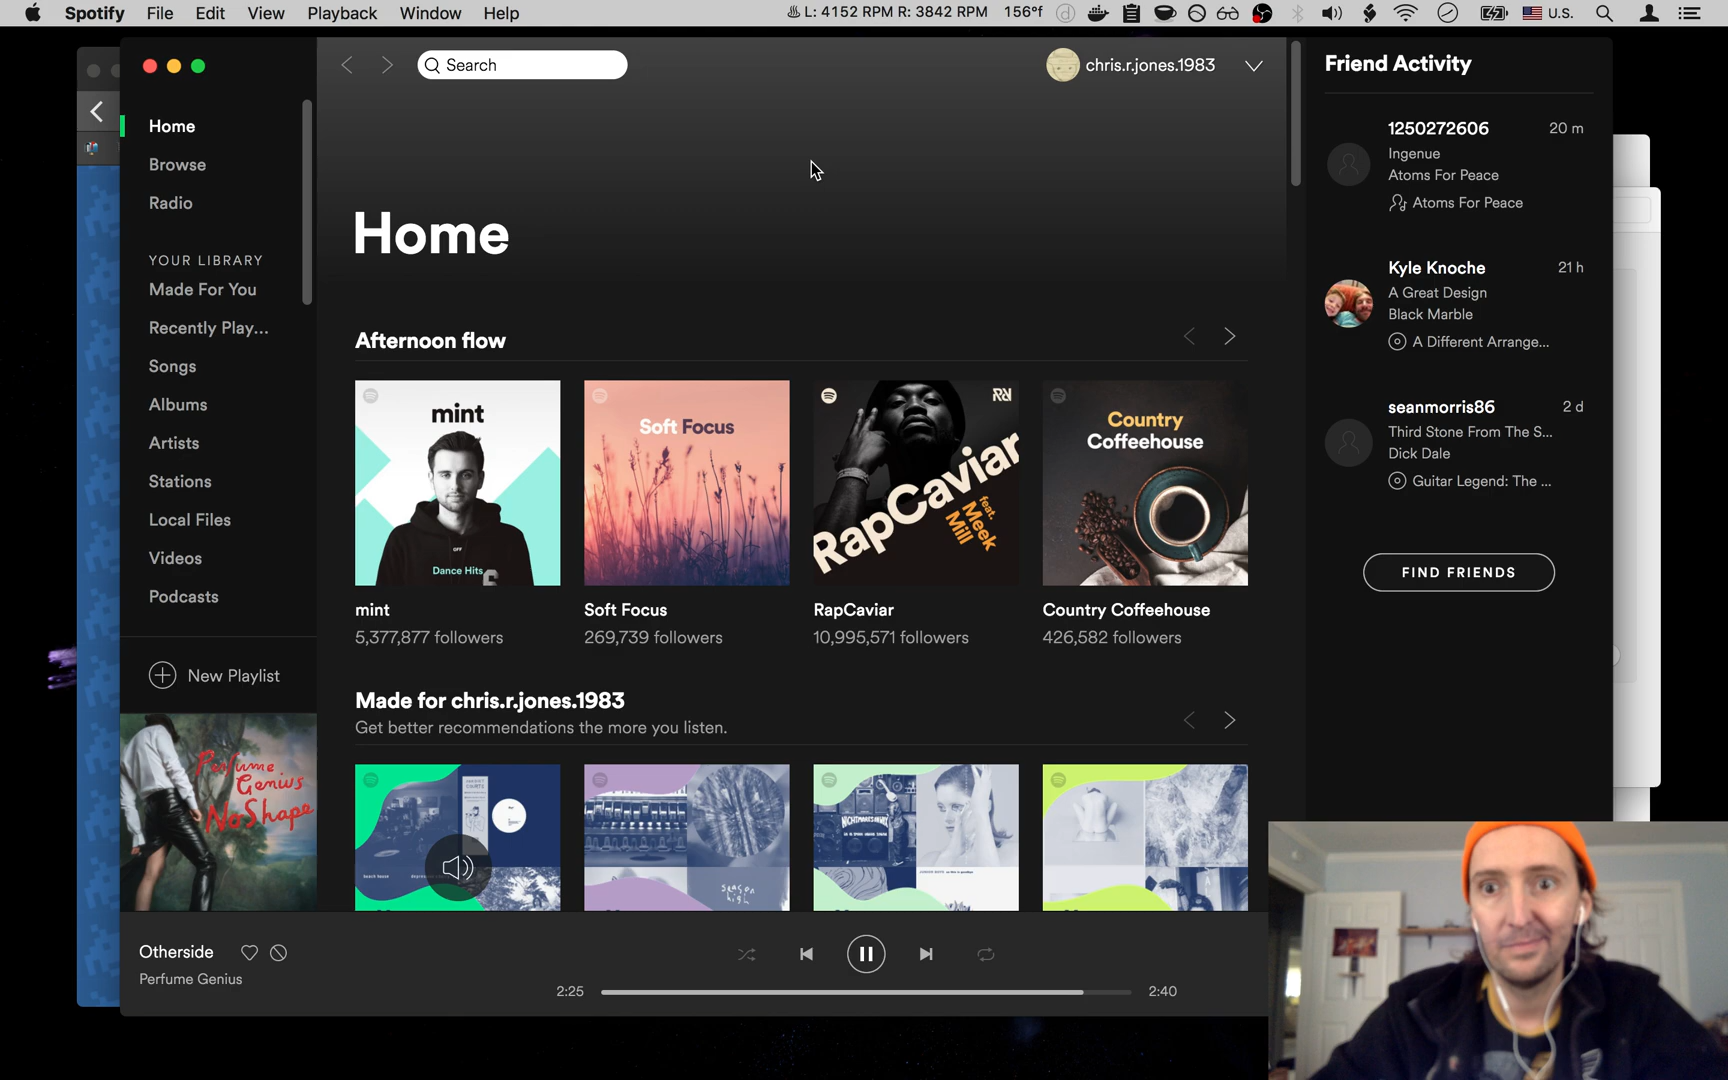 Spotify File Edit View Playback Window Help
L: 4152 RPM R: 3842 RPM 156°f
U.S.
Search
chris.r.jones.1983
Home
Browse
Radio
YOUR LIBRARY
Made For You
Recently Play...
Songs
Albums
Artists
Stations
Local Files
Videos
Podcasts
New Playlist
Perfume
Genius
No Shape
Home
Afternoon flow
mint
OFF
Dance Hits
Soft Focus
RapCaviar
feat.
Meek
Mill
Country
Coffeehouse
mint
5,377,877 followers
Soft Focus
269,739 followers
RapCaviar
10,995,571 followers
Country Coffeehouse
426,582 followers
Made for chris.r.jones.1983
Get better recommendations the more you listen.
beach house
season
high
Friend Activity
1250272606 20 m
Ingenue
Atoms For Peace
Atoms For Peace
Kyle Knoche 21 h
A Great Design
Black Marble
A Different Arrange...
seanmorris86 2 d
Third Stone From The S...
Dick Dale
Guitar Legend: The ...
FIND FRIENDS
Otherside
Perfume Genius
2:25
2:40